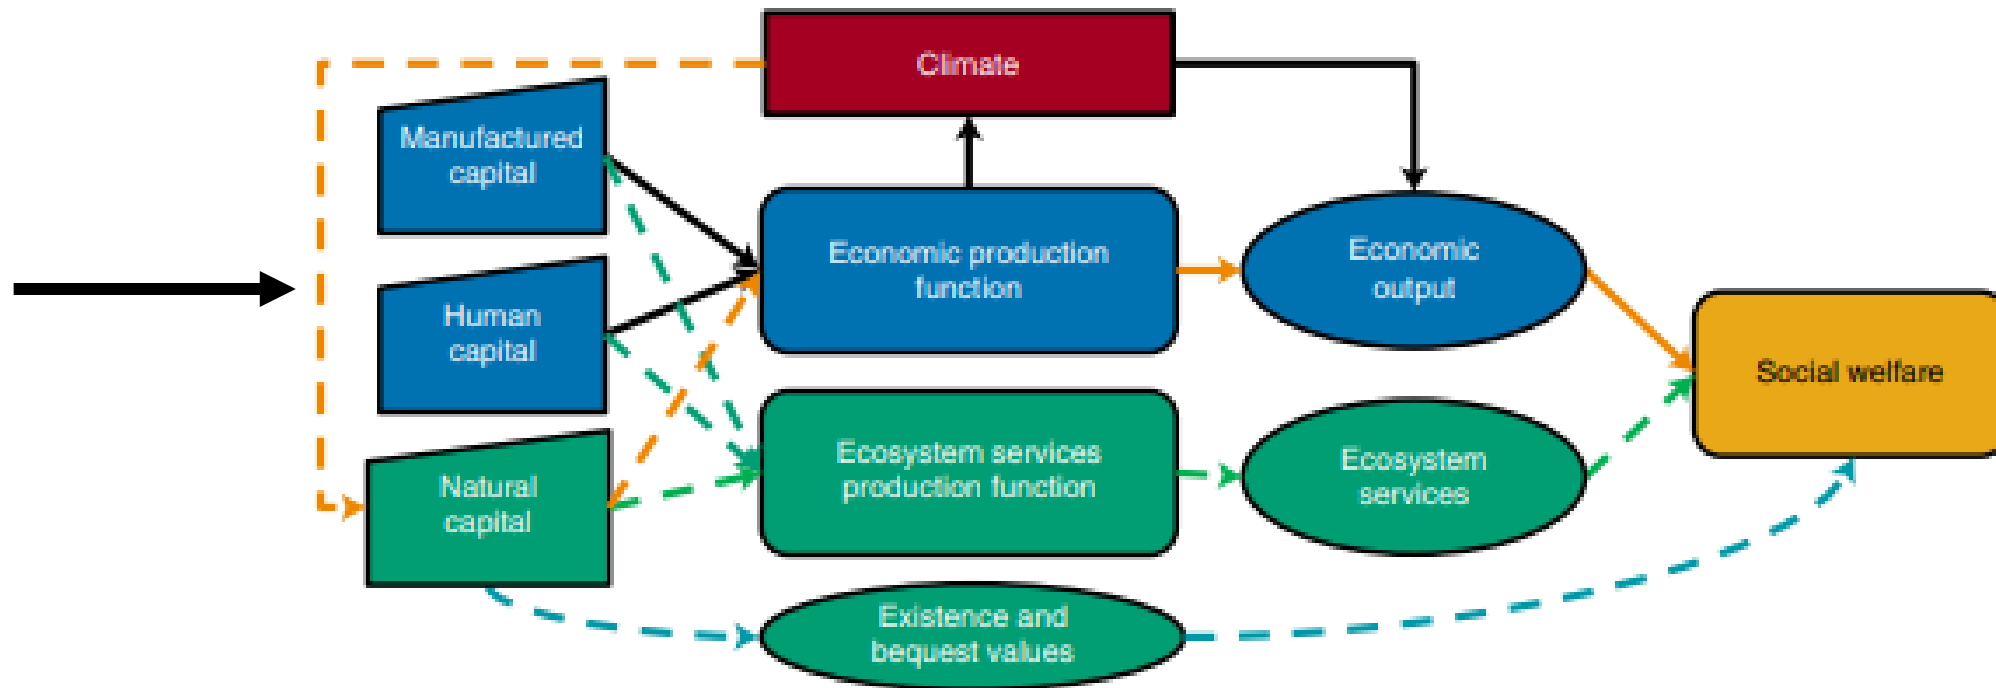 Climate
Manufactured
capital
Economic production
function
Economic
output
Human
capital
Social welfare
Natural
capital
Ecosystem services
production function
Ecosystem
services
Existence and
bequest values